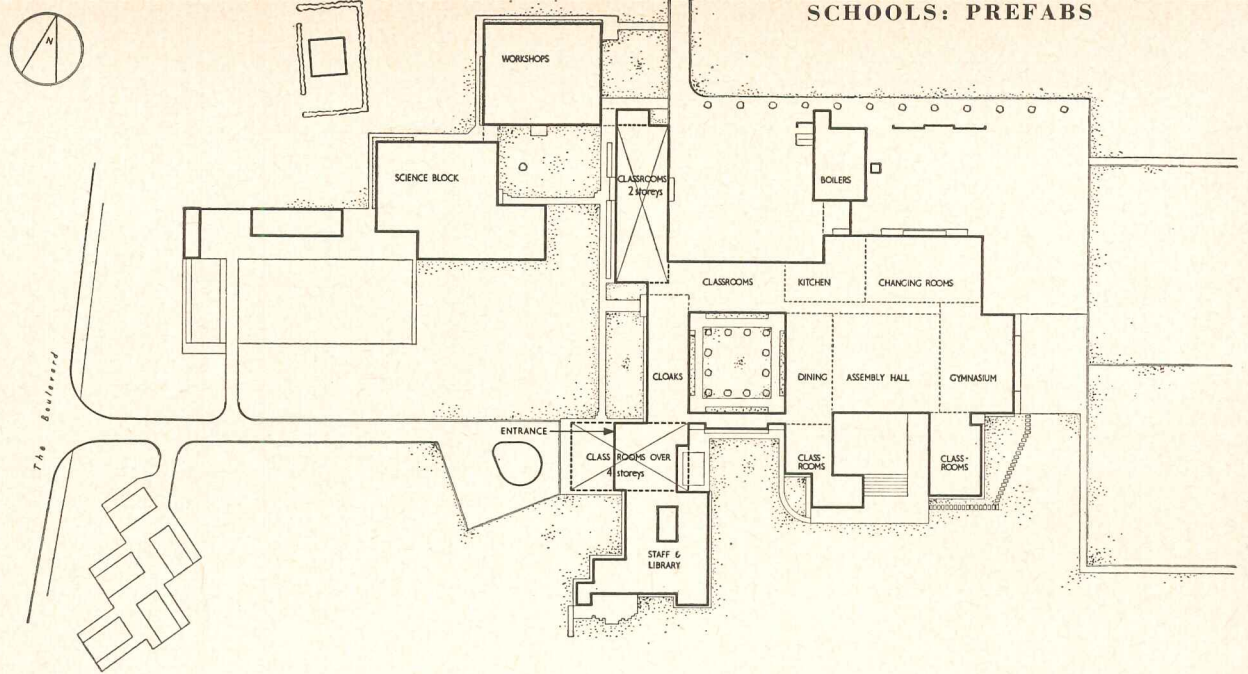 SCHOOLS: PREFABS
N
WORKSHOPS
SCIENCE BLOCK
CLASSROOMS
2 storeys
BOILERS
CLASSROOMS
KITCHEN
CHANGING ROOMS
CLOAKS
DINING
ASSEMBLY HALL
GYMNASIUM
The Boulevard
ENTRANCE
CLASS ROOMS OVER
4 storeys
CLASS-
ROOMS
CLASS-
ROOMS
STAFF &
LIBRARY